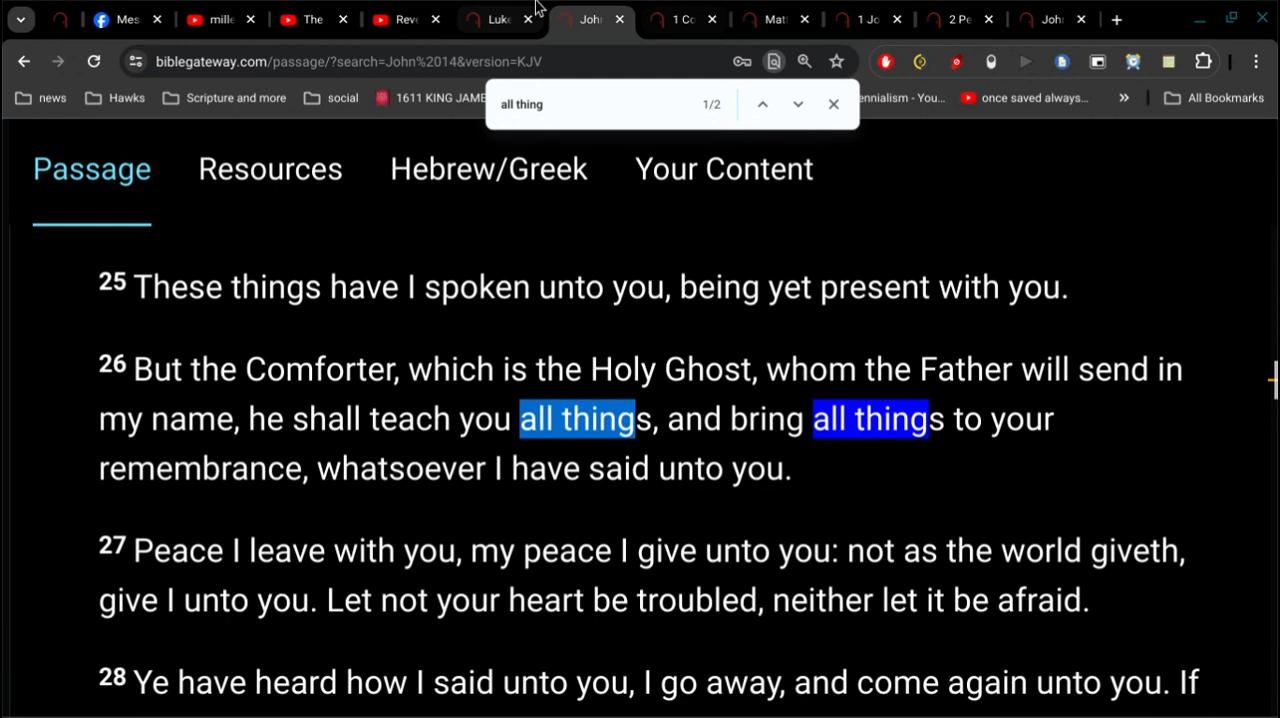 Mes mille The Reve Luke Joh 1 Co Mat 1 Jo 2 Pe Joh
biblegateway.com/passage/?search=John%2014&version=KJV
news Hawks Scripture and more social 1611 KING JAME ennialism - You... once saved always... » All Bookmarks
all thing 1/2
Passage Resources Hebrew/Greek Your Content
25 These things have I spoken unto you, being yet present with you.
26 But the Comforter, which is the Holy Ghost, whom the Father will send in
my name, he shall teach you all things, and bring all things to your
remembrance, whatsoever I have said unto you.
27 Peace I leave with you, my peace I give unto you: not as the world giveth,
give I unto you. Let not your heart be troubled, neither let it be afraid.
28 Ye have heard how I said unto you, I go away, and come again unto you. If